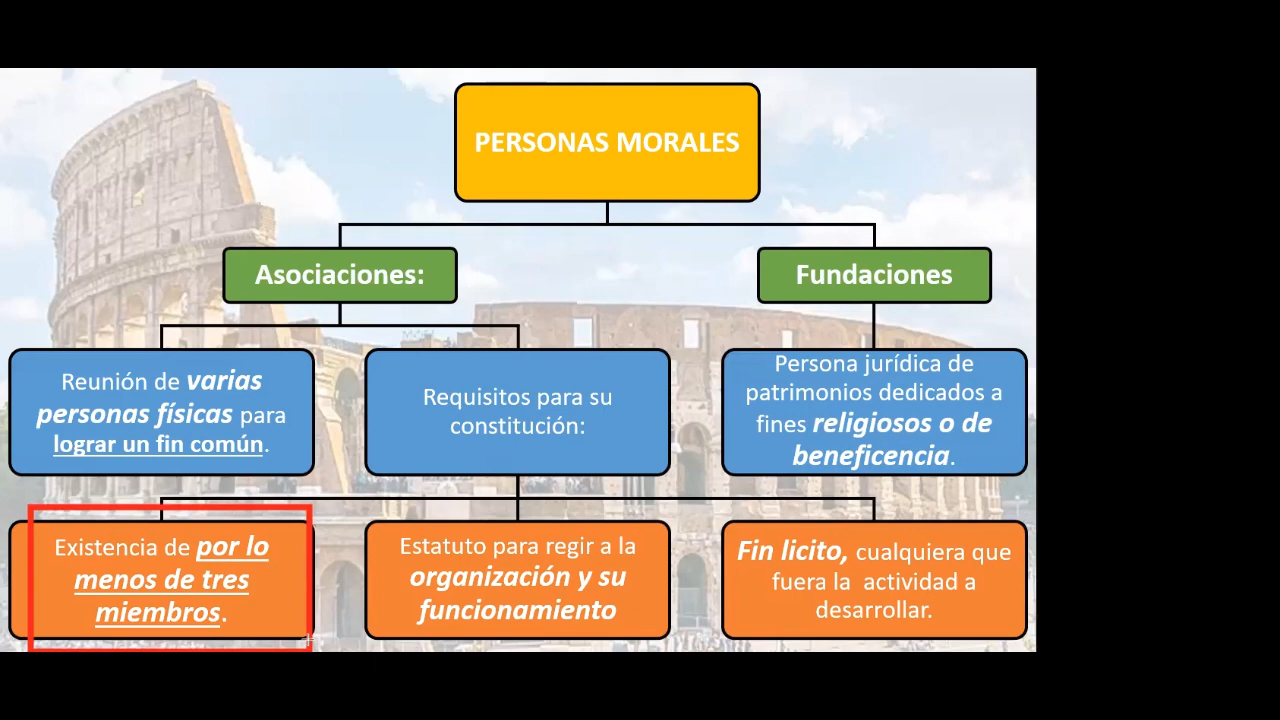 PERSONAS MORALES
Asociaciones:
Fundaciones
Reunión de varias
personas físicas para
lograr un fin común.
Requisitos para su
constitución:
Persona jurídica de
patrimonios dedicados a
fines religiosos o de
beneficencia.
Existencia de por lo
menos de tres
miembros.
Estatuto para regir a la
organización y su
funcionamiento
Fin licito, cualquiera que
fuera la actividad a
desarrollar.